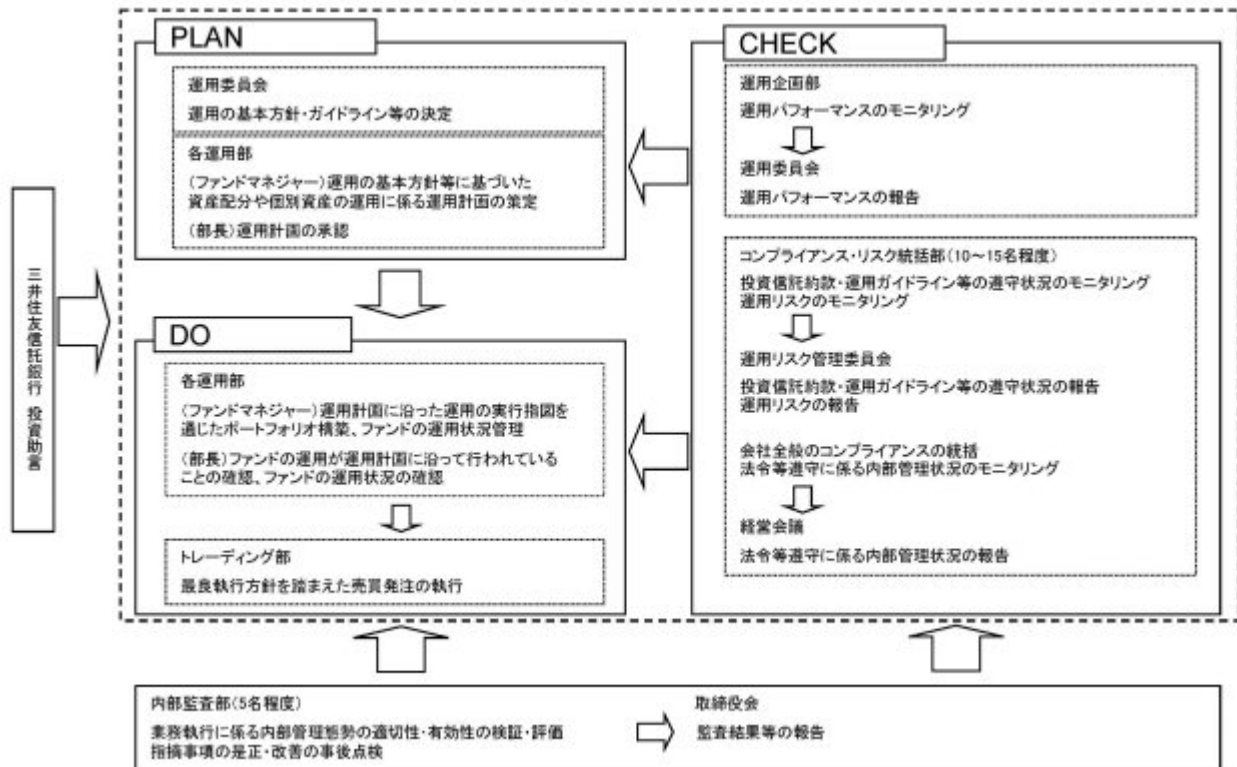 三井住友信託銀行 投資助言
PLAN
運用委員会
運用の基本方針・ガイドライン等の決定
各運用部
(ファンドマネジャー)運用の基本方針等に基づいた
資産配分や個別資産の運用に係る運用計画の策定
(部長)運用計画の承認
DO
各運用部
(ファンドマネジャー)運用計画に沿った運用の実行指図を
通じたポートフォリオ構築、ファンドの運用状況管理
(部長)ファンドの運用が運用計画に沿って行われている
ことの確認、ファンドの運用状況の確認
トレーディング部
最良執行方針を踏まえた売買発注の執行
CHECK
運用企画部
運用パフォーマンスのモニタリング
運用委員会
運用パフォーマンスの報告
コンプライアンス・リスク統括部(10~15名程度)
投資信託約款・運用ガイドライン等の遵守状況のモニタリング
運用リスクのモニタリング
運用リスク管理委員会
投資信託約款・運用ガイドライン等の遵守状況の報告
運用リスクの報告
会社全般のコンプライアンスの統括
法令等遵守に係る内部管理状況のモニタリング
経営会議
法令等遵守に係る内部管理状況の報告
内部監査部(5名程度)
業務執行に係る内部管理態勢の適切性・有効性の検証・評価
指摘事項の是正・改善の事後点検
取締役会
監査結果等の報告